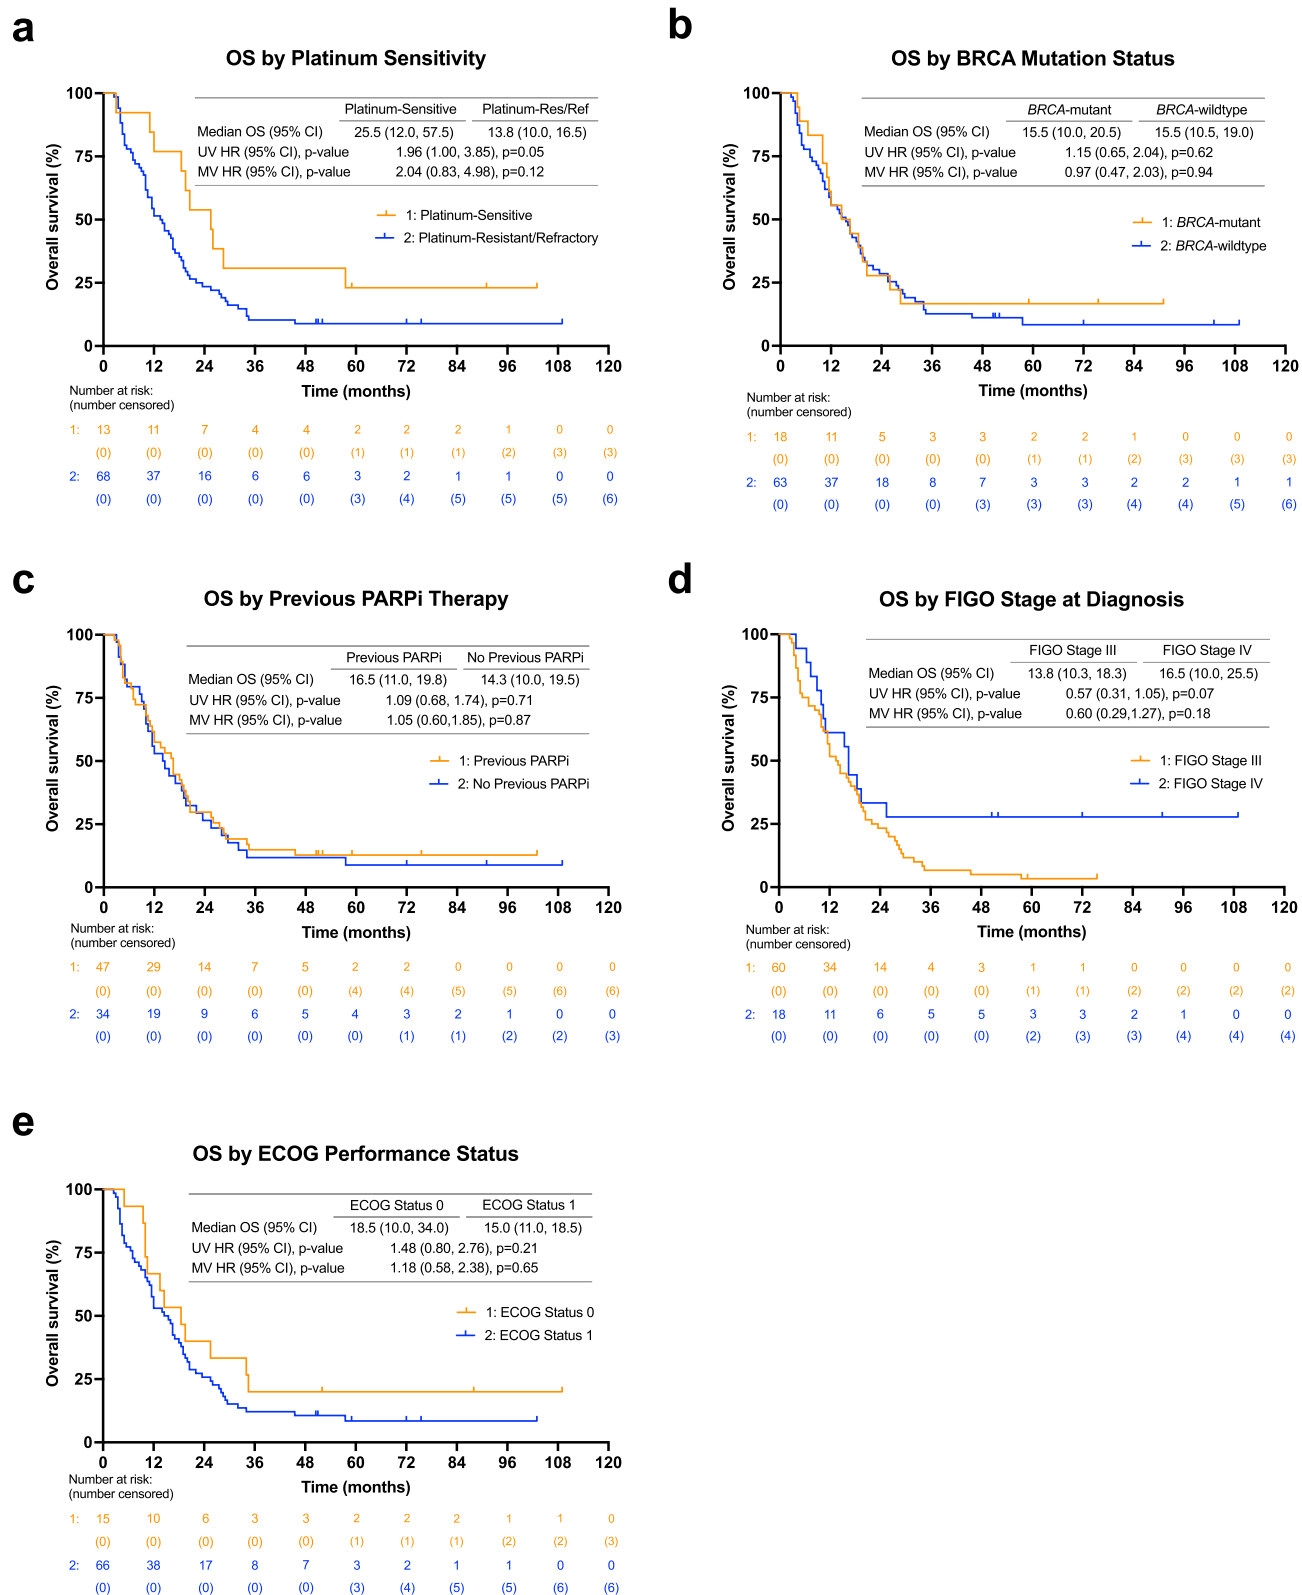 a
OS by Platinum Sensitivity
Platinum-Sensitive Platinum-Res/Ref
Median OS (95% CI) 25.5 (12.0, 57.5) 13.8 (10.0, 16.5)
UV HR (95% CI), p-value 1.96 (1.00, 3.85), p=0.05
MV HR (95% CI), p-value 2.04 (0.83, 4.98), p=0.12
1: Platinum-Sensitive
2: Platinum-Resistant/Refractory
Overall survival (%)
100
75
50
25
0
0 12 24 36 48 60 72 84 96 108 120
Time (months)
Number at risk:
(number censored)
1: 13 11 7 4 4 2 2 2 1 0 0
(0) (0) (0) (0) (0) (1) (1) (1) (2) (3) (3)
2: 68 37 16 6 6 3 2 1 1 0 0
(0) (0) (0) (0) (0) (3) (4) (5) (5) (5) (6)
b
OS by BRCA Mutation Status
BRCA-mutant BRCA-wildtype
Median OS (95% CI) 15.5 (10.0, 20.5) 15.5 (10.5, 19.0)
UV HR (95% CI), p-value 1.15 (0.65, 2.04), p=0.62
MV HR (95% CI), p-value 0.97 (0.47, 2.03), p=0.94
1: BRCA-mutant
2: BRCA-wildtype
Overall survival (%)
100
75
50
25
0
0 12 24 36 48 60 72 84 96 108 120
Time (months)
Number at risk:
(number censored)
1: 18 11 5 3 3 2 2 1 0 0 0
(0) (0) (0) (0) (0) (1) (1) (2) (3) (3) (3)
2: 63 37 18 8 7 3 3 2 2 1 1
(0) (0) (0) (0) (3) (3) (3) (4) (4) (5) (6)
c
OS by Previous PARPi Therapy
Previous PARPi No Previous PARPi
Median OS (95% CI) 16.5 (11.0, 19.8) 14.3 (10.0, 19.5)
UV HR (95% CI), p-value 1.09 (0.68, 1.74), p=0.71
MV HR (95% CI), p-value 1.05 (0.60,1.85), p=0.87
1: Previous PARPi
2: No Previous PARPi
Overall survival (%)
100
75
50
25
0
0 12 24 36 48 60 72 84 96 108 120
Time (months)
Number at risk:
(number censored)
1: 47 29 14 7 5 2 2 0 0 0 0
(0) (0) (0) (0) (0) (4) (4) (5) (5) (6) (6)
2: 34 19 9 6 5 4 3 2 1 0 0
(0) (0) (0) (0) (0) (0) (1) (1) (2) (2) (3)
d
OS by FIGO Stage at Diagnosis
FIGO Stage III FIGO Stage IV
Median OS (95% CI) 13.8 (10.3, 18.3) 16.5 (10.0, 25.5)
UV HR (95% CI), p-value 0.57 (0.31, 1.05), p=0.07
MV HR (95% CI), p-value 0.60 (0.29,1.27), p=0.18
1: FIGO Stage III
2: FIGO Stage IV
Overall survival (%)
100
75
50
25
0
0 12 24 36 48 60 72 84 96 108 120
Time (months)
Number at risk:
(number censored)
1: 60 34 14 4 3 1 1 0 0 0 0
(0) (0) (0) (0) (0) (1) (1) (2) (2) (2) (2)
2: 18 11 6 5 5 3 3 2 1 0 0
(0) (0) (0) (0) (0) (2) (3) (3) (4) (4) (4)
e
OS by ECOG Performance Status
ECOG Status 0 ECOG Status 1
Median OS (95% CI) 18.5 (10.0, 34.0) 15.0 (11.0, 18.5)
UV HR (95% CI), p-value 1.48 (0.80, 2.76), p=0.21
MV HR (95% CI), p-value 1.18 (0.58, 2.38), p=0.65
1: ECOG Status 0
2: ECOG Status 1
Overall survival (%)
100
75
50
25
0
0 12 24 36 48 60 72 84 96 108 120
Time (months)
Number at risk:
(number censored)
1: 15 10 6 3 3 2 2 2 1 1 0
(0) (0) (0) (0) (0) (1) (1) (1) (2) (2) (3)
2: 66 38 17 8 7 3 2 1 1 0 0
(0) (0) (0) (0) (0) (3) (4) (5) (5) (6) (6)